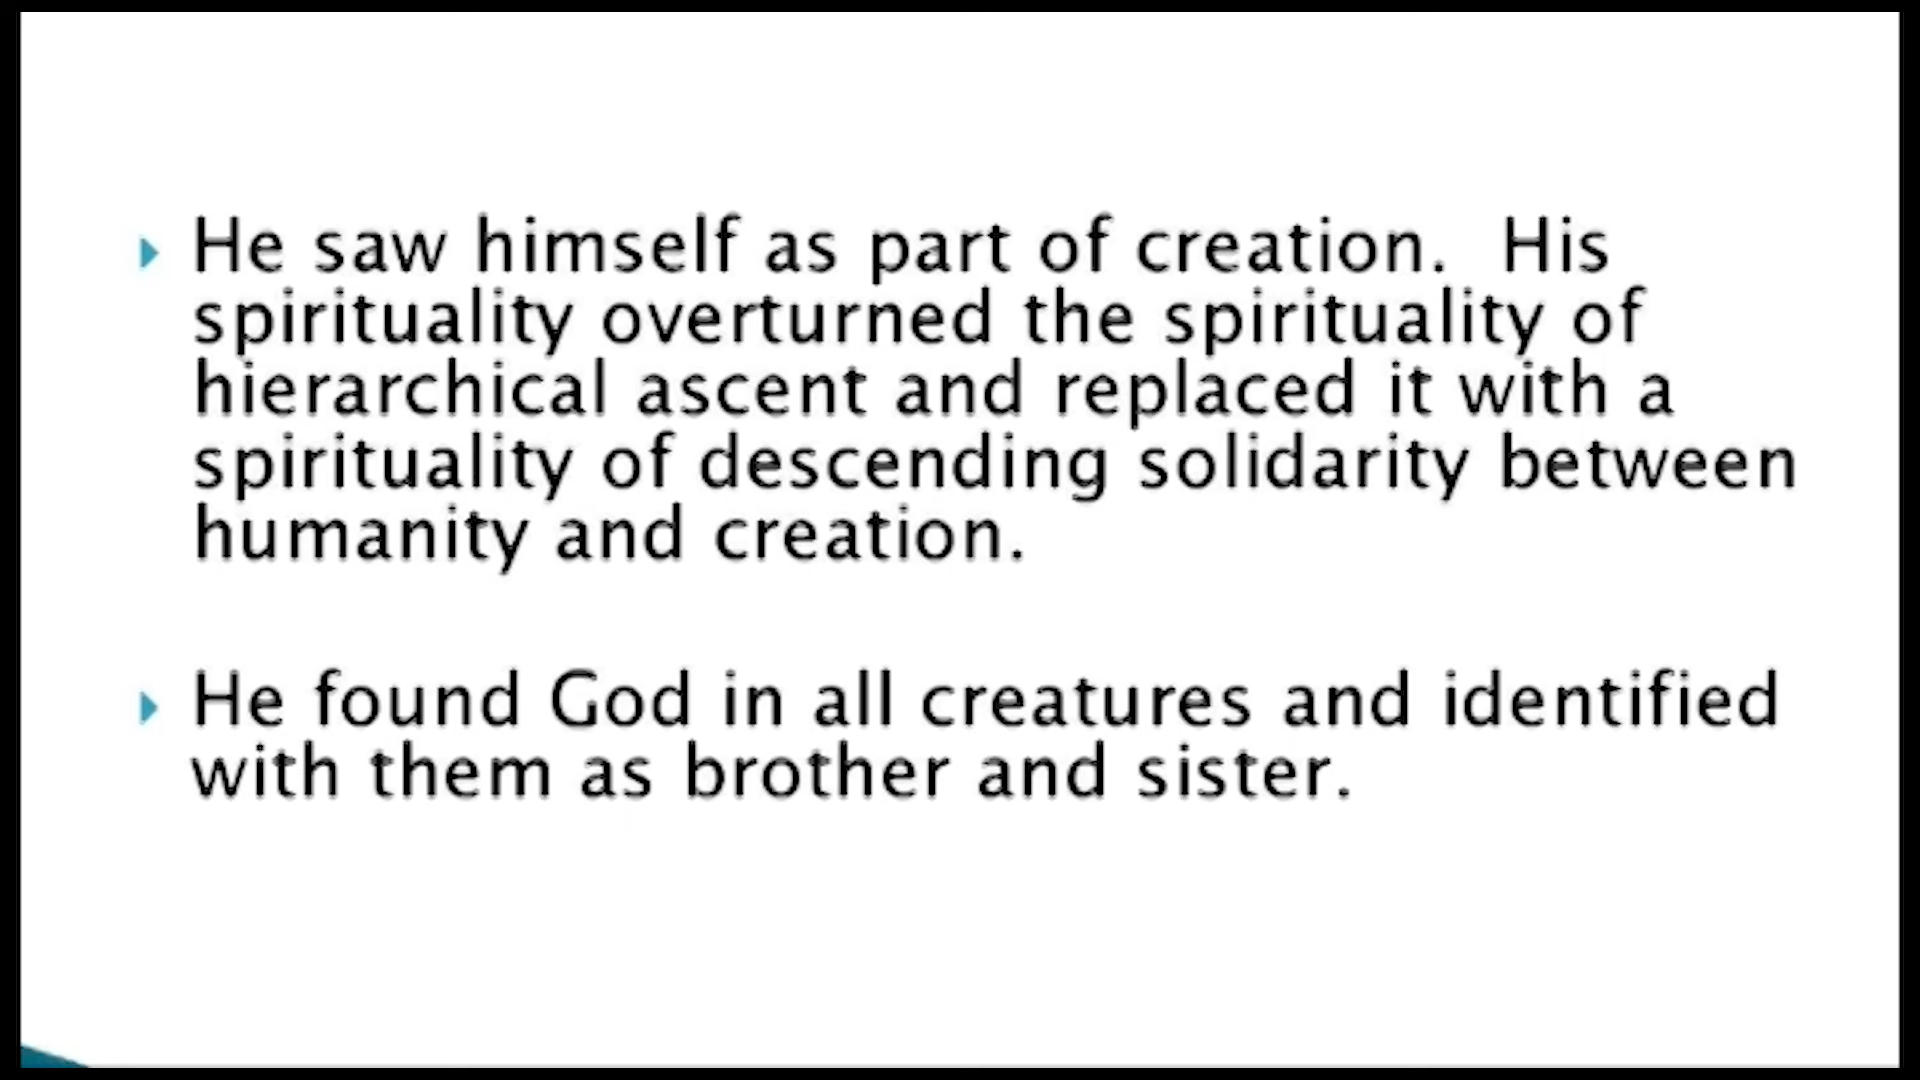 He saw himself as part of creation.  His
spirituality overturned the spirituality of
hierarchical ascent and replaced it with a
spirituality of descending solidarity between
humanity and creation.
He found God in all creatures and identified
with them as brother and sister.